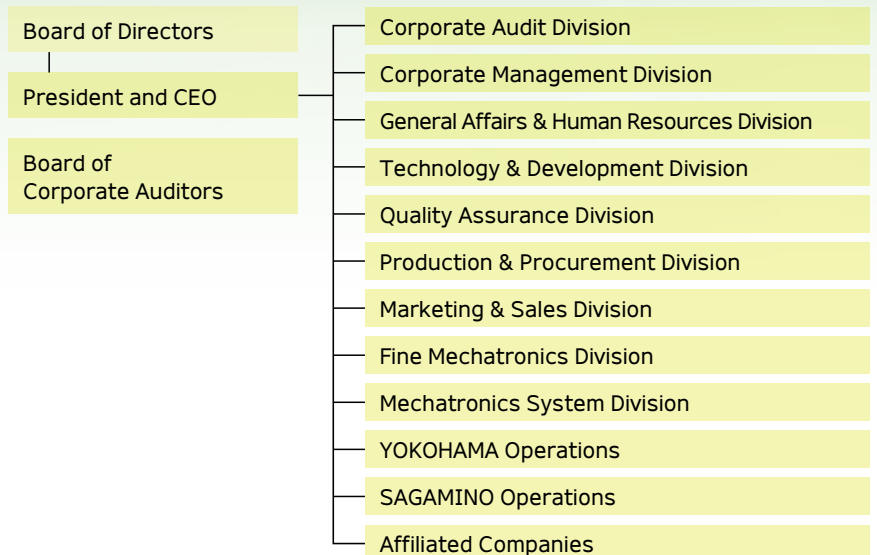 Board of Directors
President and CEO
Board of
Corporate Auditors
Corporate Audit Division
Corporate Management Division
General Affairs & Human Resources Division
Technology & Development Division
Quality Assurance Division
Production & Procurement Division
Marketing & Sales Division
Fine Mechatronics Division
Mechatronics System Division
YOKOHAMA Operations
SAGAMINO Operations
Affiliated Companies